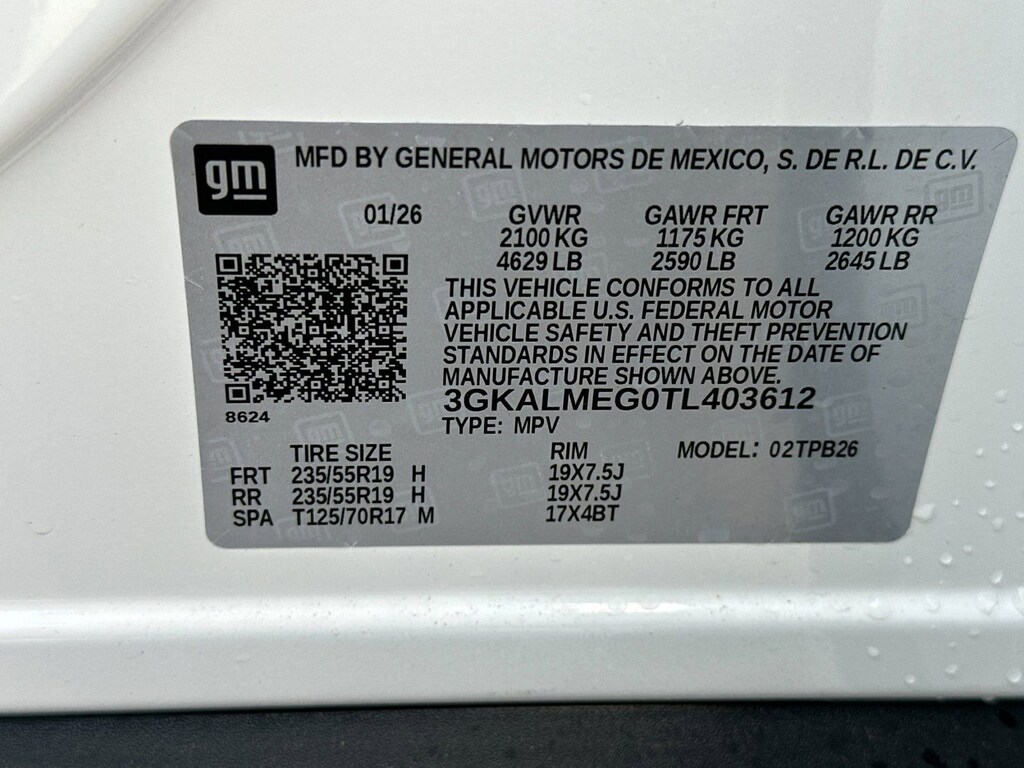 gm MFD BY GENERAL MOTORS DE MEXICO, S. DE R.L. DE C.V.
01/26 GVWR GAWR FRT GAWR RR
2100 KG 1175 KG 1200 KG
4629 LB 2590 LB 2645 LB
THIS VEHICLE CONFORMS TO ALL
APPLICABLE U.S. FEDERAL MOTOR
VEHICLE SAFETY AND THEFT PREVENTION
STANDARDS IN EFFECT ON THE DATE OF
MANUFACTURE SHOWN ABOVE.
3GKALMEG0TL403612
8624
TYPE: MPV
TIRE SIZE RIM MODEL: 02TPB26
FRT 235/55R19 H 19X7.5J
RR 235/55R19 H 19X7.5J
SPA T125/70R17 M 17X4BT